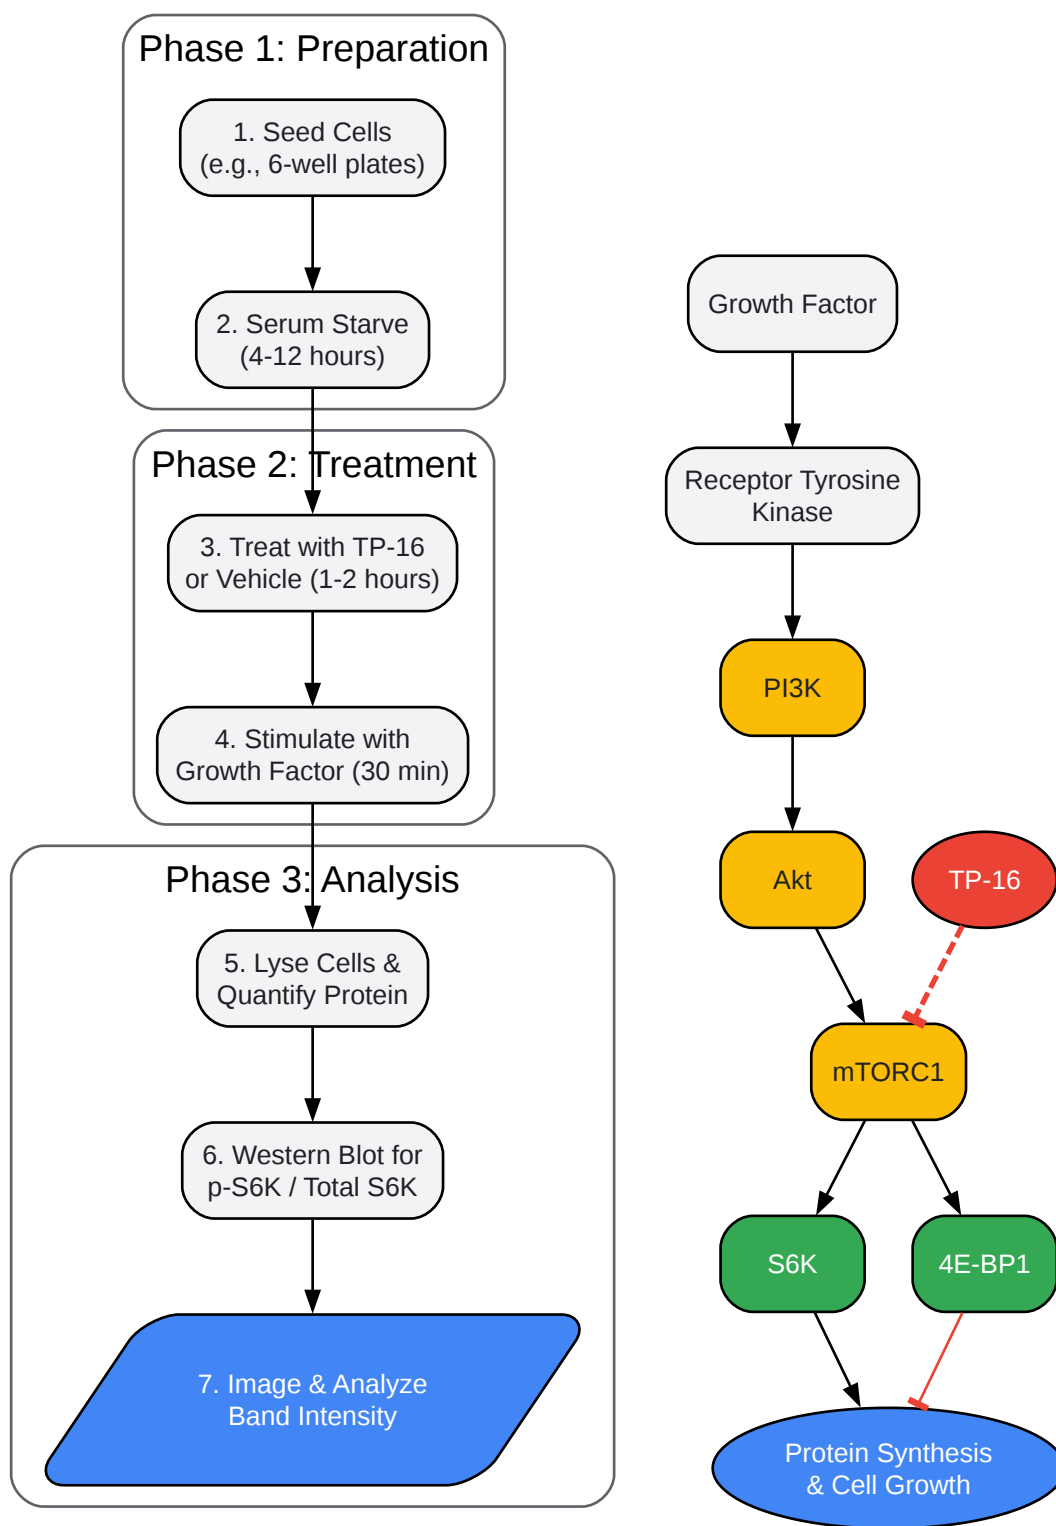 Phase 1: Preparation
1. Seed Cells
(e.g., 6-well plates)
2. Serum Starve
(4-12 hours)
Phase 2: Treatment
3. Treat with TP-16
or Vehicle (1-2 hours)
4. Stimulate with
Growth Factor (30 min)
Phase 3: Analysis
5. Lyse Cells &
Quantify Protein
6. Western Blot for
p-S6K / Total S6K
7. Image & Analyze
Band Intensity
Growth Factor
Receptor Tyrosine
Kinase
PI3K
Akt
TP-16
mTORC1
S6K
4E-BP1
Protein Synthesis
& Cell Growth